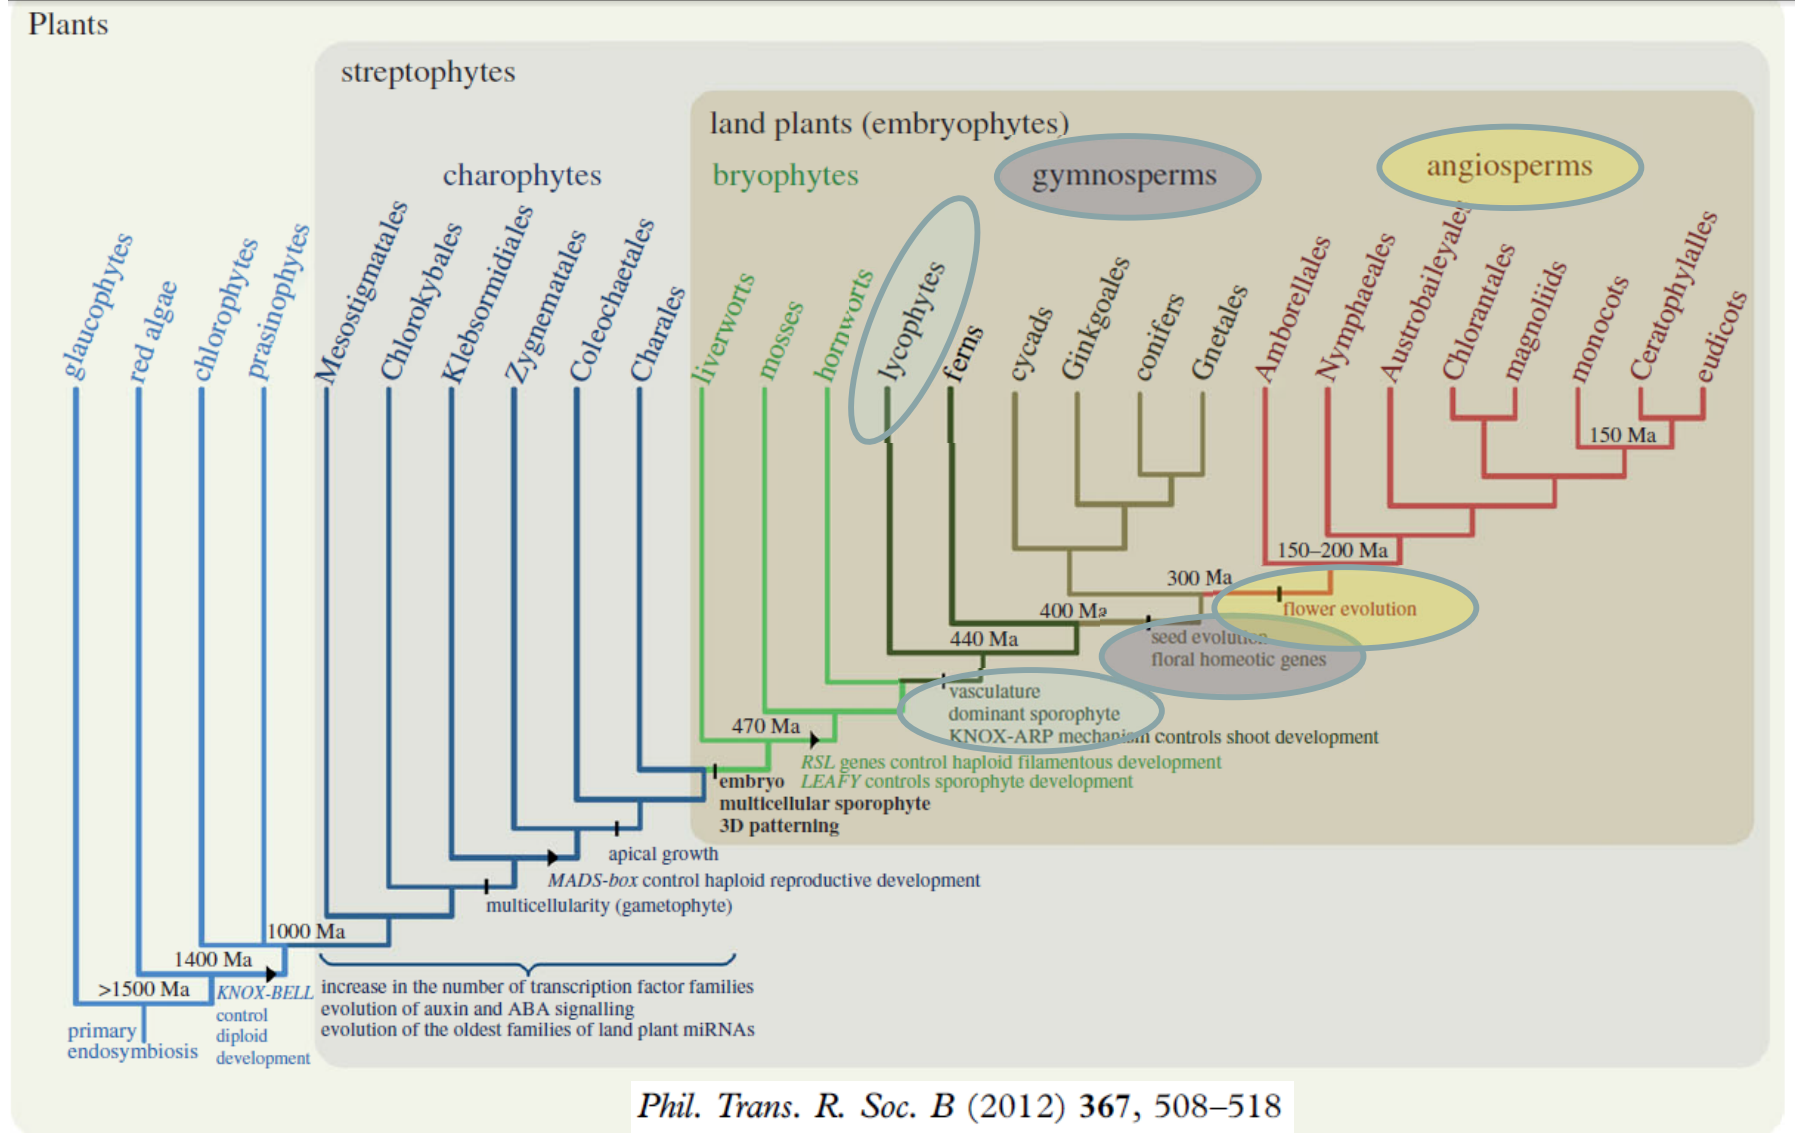 Plants
streptophytes
land plants (embryophytes)
charophytes
bryophytes
gymnosperms
angiosperms
glaucophytes
red algae
chlorophytes
prasinophytes
Mesostigmatales
Chlorokybales
Klebsormidiales
Zygnematales
Coleochaetales
Charales
liverworts
mosses
hornworts
lycophytes
ferns
cycads
Ginkgoales
conifers
Gnetales
Amborellales
Nymphaeales
Austrobaileyales
Chlorantales
magnoliids
monocots
Ceratophylalles
eudicots
150 Ma
150–200 Ma
300 Ma
flower evolution
400 Ma
seed evolution
floral homeotic genes
440 Ma
vasculature
dominant sporophyte
KNOX-ARP mechanism controls shoot development
470 Ma
RSL genes control haploid filamentous development
LEAFY controls sporophyte development
embryo
multicellular sporophyte
3D patterning
apical growth
MADS-box control haploid reproductive development
multicellularity (gametophyte)
1000 Ma
1400 Ma
>1500 Ma
KNOX-BELL
control
diploid
development
primary
endosymbiosis
increase in the number of transcription factor families
evolution of auxin and ABA signalling
evolution of the oldest families of land plant miRNAs
Phil. Trans. R. Soc. B (2012) 367, 508–518